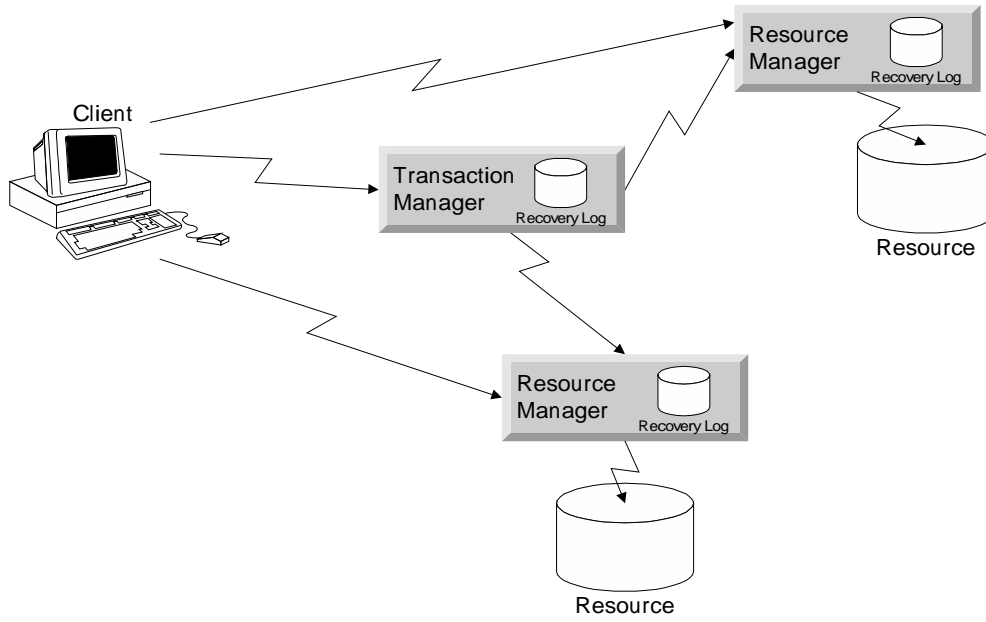 Resource
Manager
Recovery Log
Client
Transaction
Manager
Recovery Log
Resource
Resource
Manager
Recovery Log
Resource